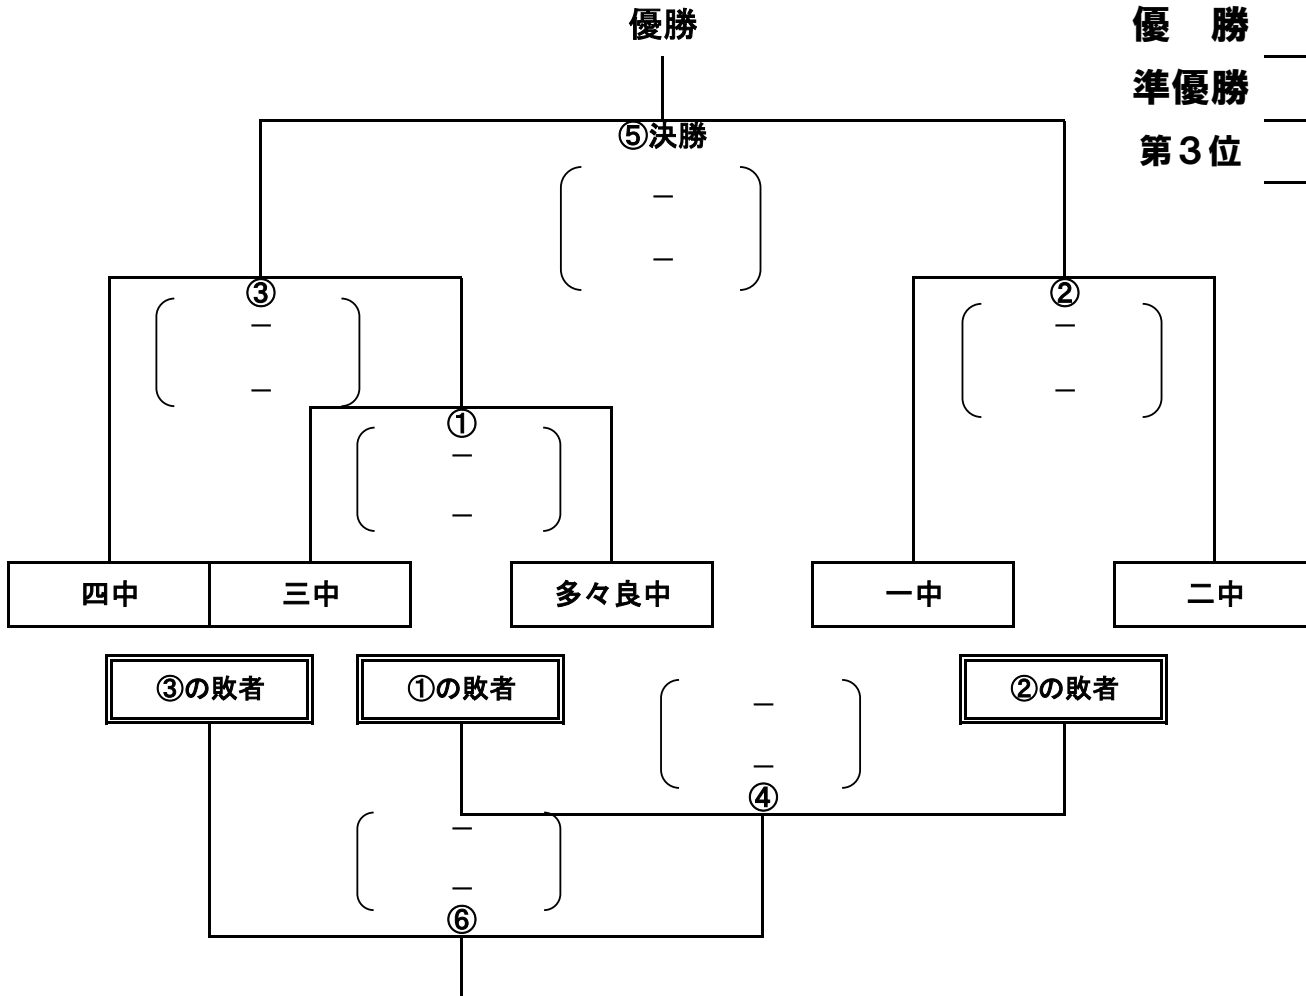 優勝
優　勝
準優勝
第３位
⑤決勝
－
－
③
－
－
②
－
－
①
－
－
四中
三中
多々良中
一中
二中
③の敗者
①の敗者
②の敗者
－
－
④
－
－
⑥